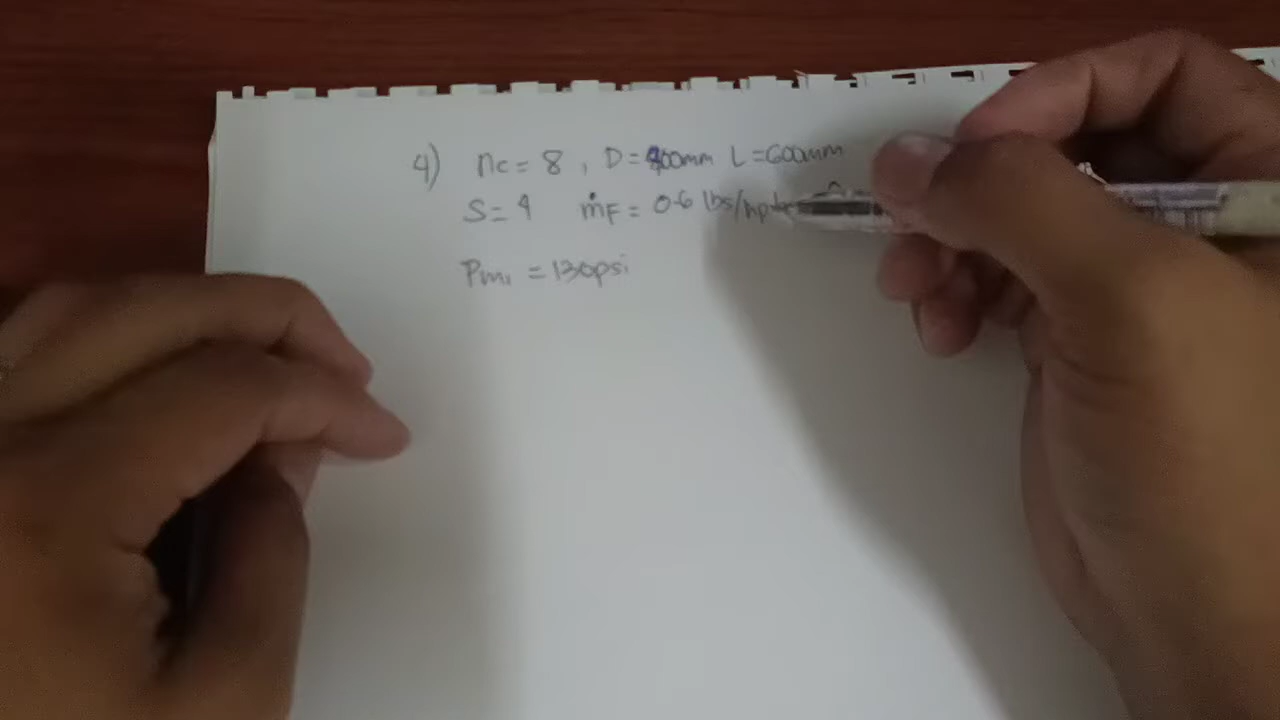 4) nc = 8 , D = 400mm L = 600mm
S = 4 ṁF = 0.6 lbs/hp
Pmi = 130psi